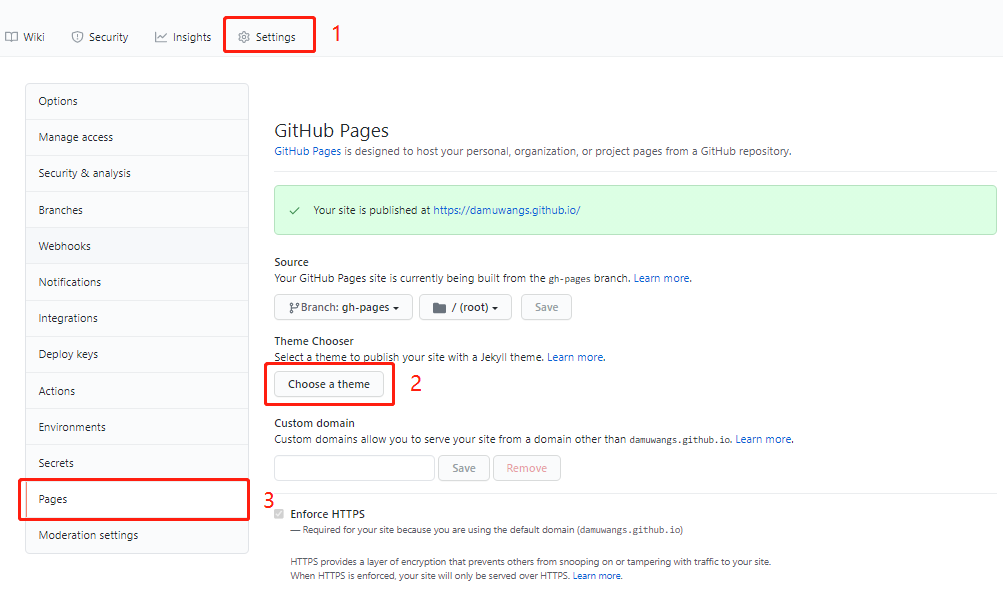 Wiki
Security
Insights
Settings
1
Options
Manage access
Security & analysis
Branches
Webhooks
Notifications
Integrations
Deploy keys
Actions
Environments
Secrets
Pages
3
Moderation settings
GitHub Pages
GitHub Pages is designed to host your personal, organization, or project pages from a GitHub repository.
Your site is published at https://damuwangs.github.io/
Source
Your GitHub Pages site is currently being built from the gh-pages branch. Learn more.
Branch: gh-pages
/ (root)
Save
Theme Chooser
Select a theme to publish your site with a Jekyll theme. Learn more.
Choose a theme
2
Custom domain
Custom domains allow you to serve your site from a domain other than damuwangs.github.io. Learn more.
Save
Remove
Enforce HTTPS
— Required for your site because you are using the default domain (damuwangs.github.io)
HTTPS provides a layer of encryption that prevents others from snooping on or tampering with traffic to your site.
When HTTPS is enforced, your site will only be served over HTTPS. Learn more.